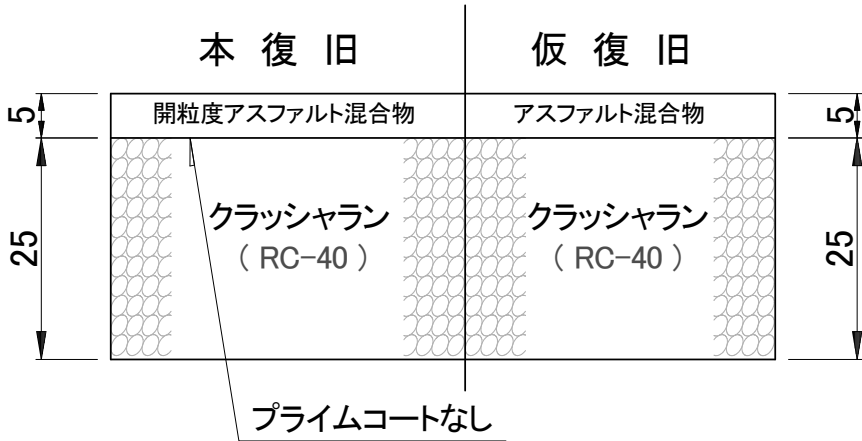 本 復 旧
仮 復 旧
5
開粒度アスファルト混合物
アスファルト混合物
5
25
クラッシャラン
( RC-40 )
クラッシャラン
( RC-40 )
25
プライムコートなし